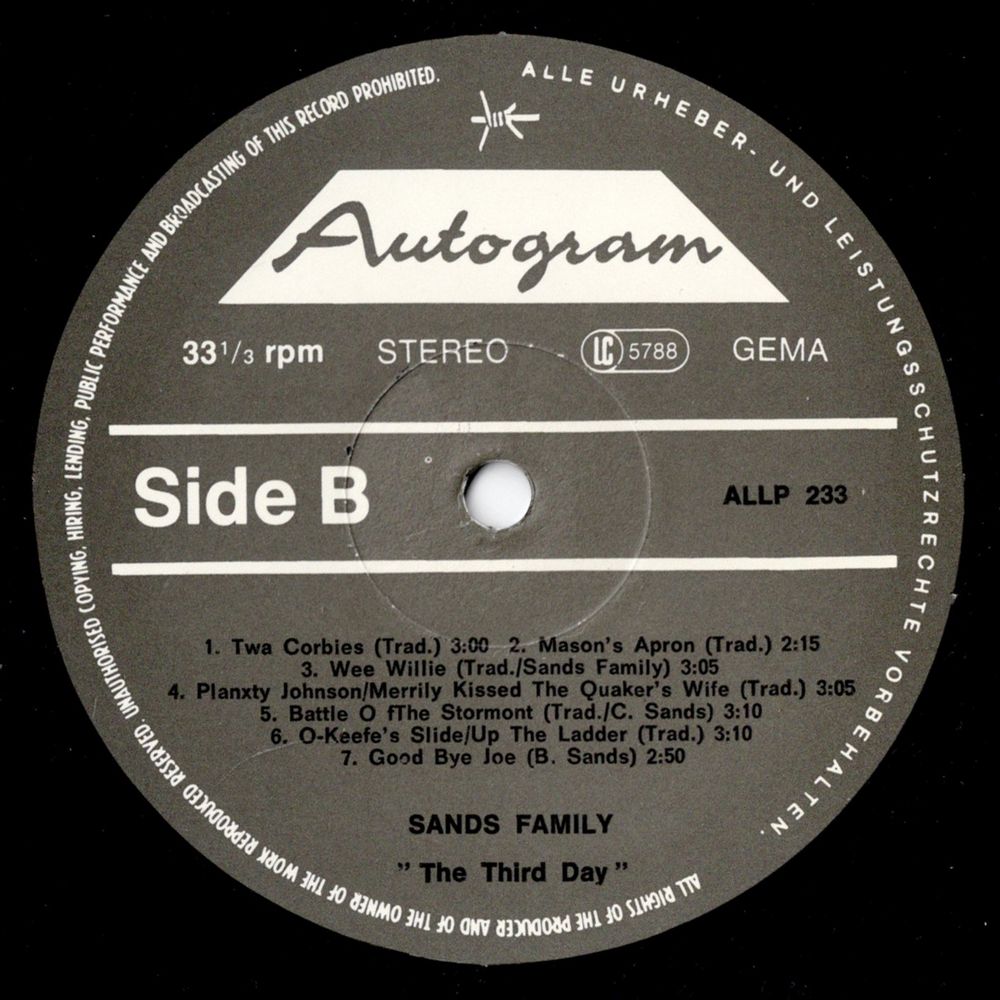 Autogram
33 1/3 rpm STEREO LC 5788 GEMA
Side B
ALLP 233
1. Twa Corbies (Trad.) 3:00 2. Mason's Apron (Trad.) 2:15
3. Wee Willie (Trad./Sands Family) 3:05
4. Planxty Johnson/Merrily Kissed The Quaker's Wife (Trad.) 3:05
5. Battle O fThe Stormont (Trad./C. Sands) 3:10
6. O-Keefe's Slide/Up The Ladder (Trad.) 3:10
7. Good Bye Joe (B. Sands) 2:50
SANDS FAMILY
"The Third Day"
ALLE URHEBER- UND LEISTUNGSSCHUTZRECHTE VORBEHALTEN.
ALL RIGHTS OF THE PRODUCER AND OF THE OWNER OF THE WORK REPRODUCED RESERVED. UNAUTHORISED COPYING, HIRING, LENDING, PUBLIC PERFORMANCE AND BROADCASTING OF THIS RECORD PROHIBITED.